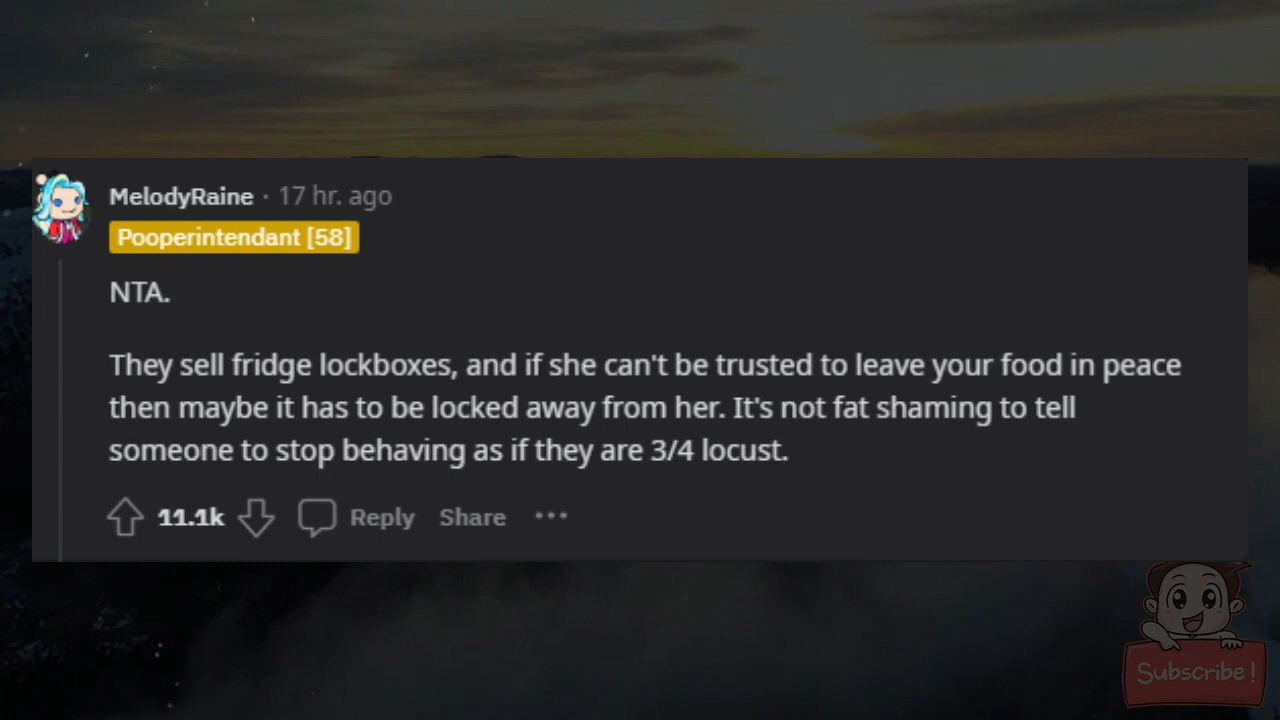 MelodyRaine · 17 hr. ago
Pooperintendant [58]
NTA.
They sell fridge lockboxes, and if she can't be trusted to leave your food in peace
then maybe it has to be locked away from her. It's not fat shaming to tell
someone to stop behaving as if they are 3/4 locust.
11.1k Reply Share ···
Subscribe!